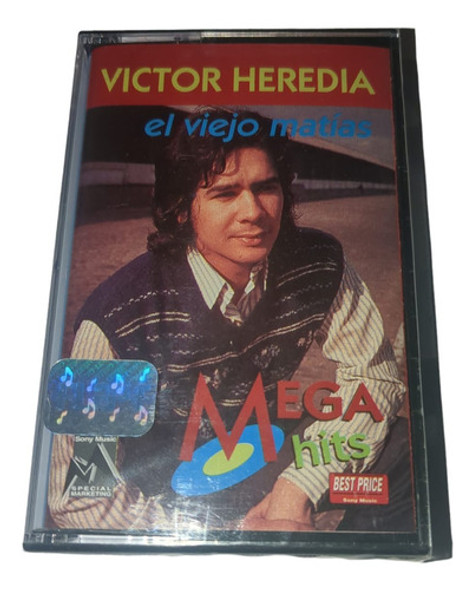 VICTOR HEREDIA
el viejo matías
MEGA
hits
Sony Music
SPECIAL
MARKETING
BEST PRICE
Sony Music